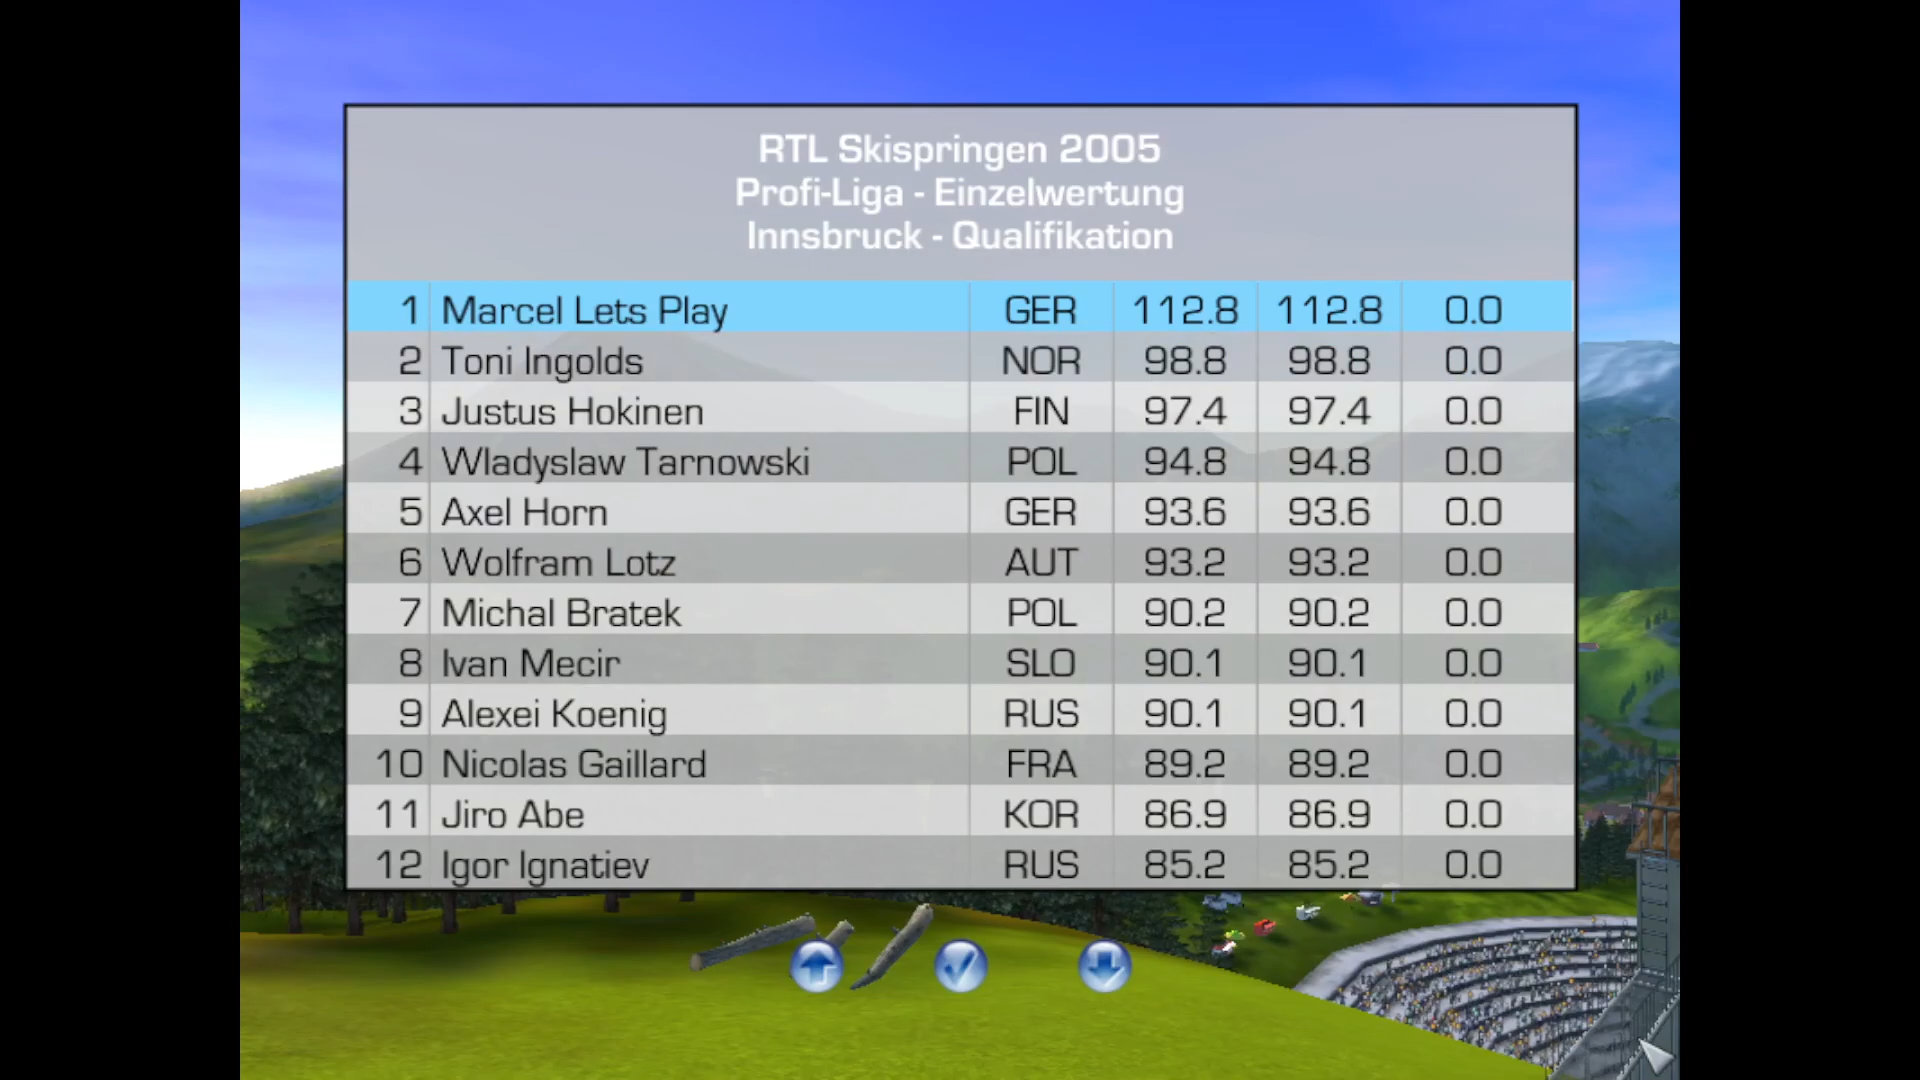 RTL Skispringen 2005
Profi-Liga - Einzelwertung
Innsbruck - Qualifikation
1 Marcel Lets Play GER 112.8 112.8 0.0
2 Toni Ingolds NOR 98.8 98.8 0.0
3 Justus Hokinen FIN 97.4 97.4 0.0
4 Wladyslaw Tarnowski POL 94.8 94.8 0.0
5 Axel Horn GER 93.6 93.6 0.0
6 Wolfram Lotz AUT 93.2 93.2 0.0
7 Michal Bratek POL 90.2 90.2 0.0
8 Ivan Mecir SLO 90.1 90.1 0.0
9 Alexei Koenig RUS 90.1 90.1 0.0
10 Nicolas Gaillard FRA 89.2 89.2 0.0
11 Jiro Abe KOR 86.9 86.9 0.0
12 Igor Ignatiev RUS 85.2 85.2 0.0